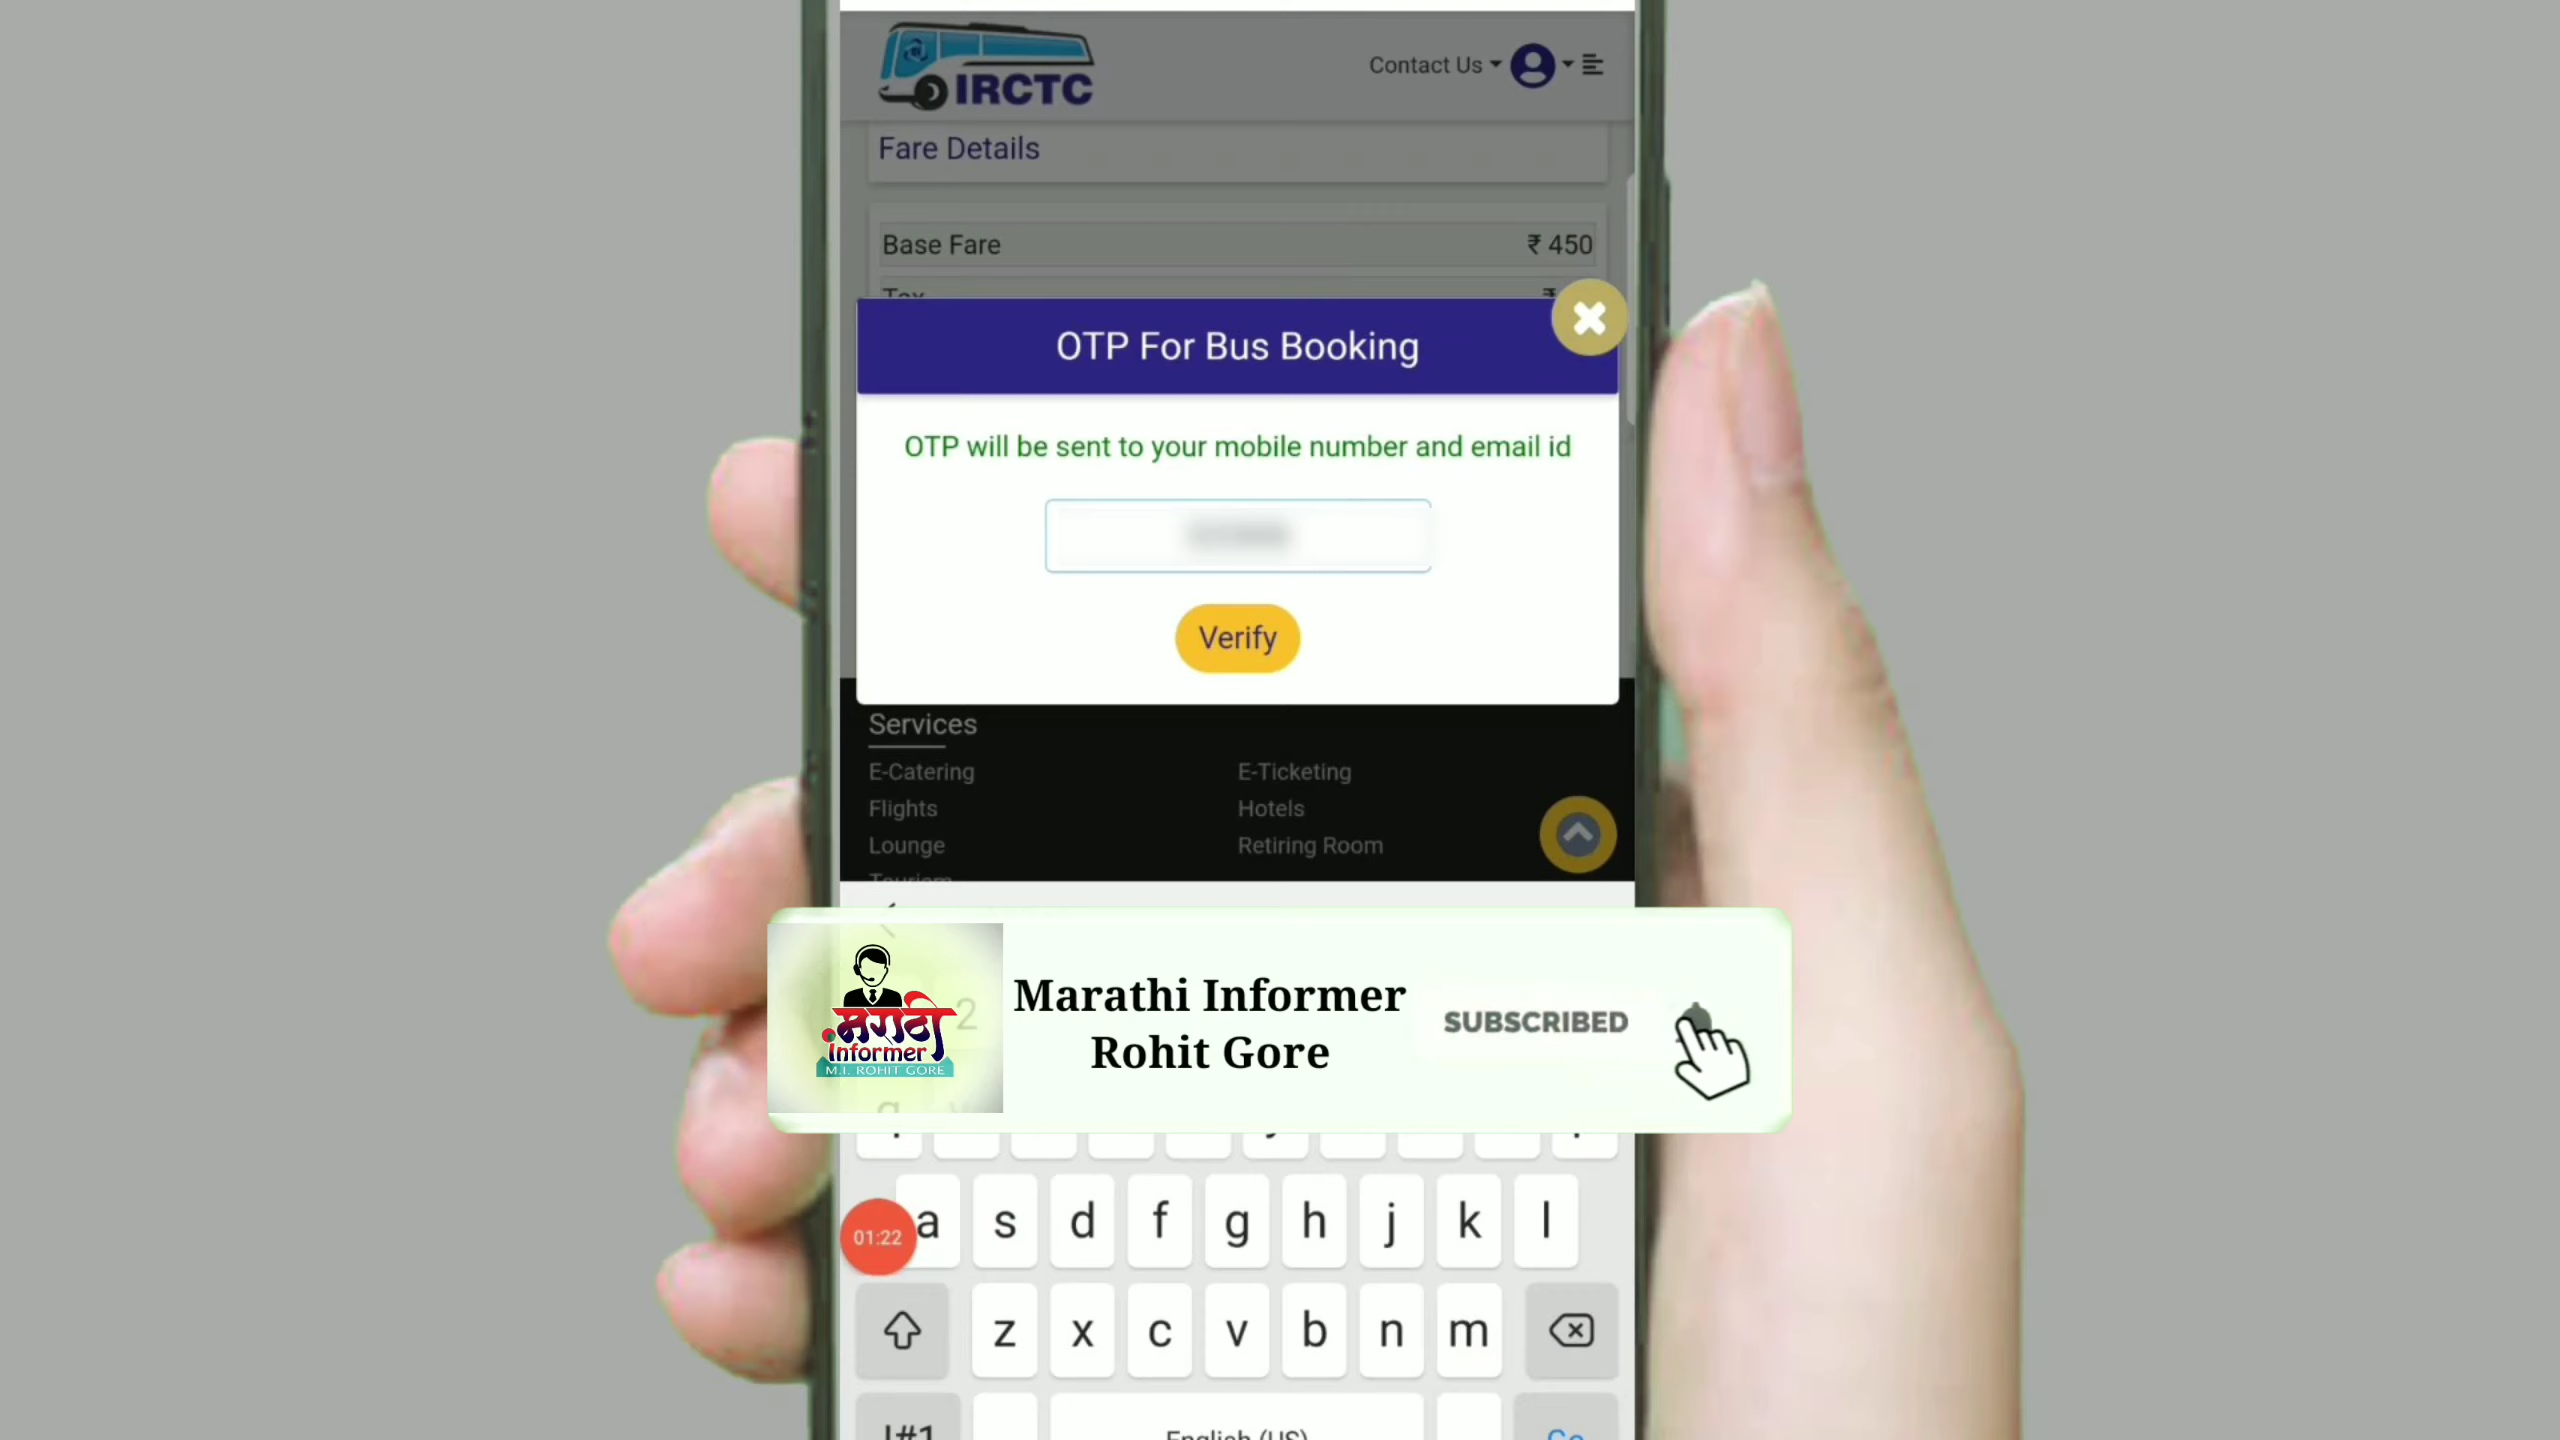 IRCTC
Contact Us
Fare Details
Base Fare
₹ 450
Tax
₹
OTP For Bus Booking
OTP will be sent to your mobile number and email id
Verify
Services
E-Catering
E-Ticketing
Flights
Hotels
Lounge
Retiring Room
Tourism
2
मराठी
informer
M.I. ROHIT GORE
Marathi Informer
Rohit Gore
SUBSCRIBED
01:22
a s d f g h j k l
z x c v b n m
!#1
English (US)
Go